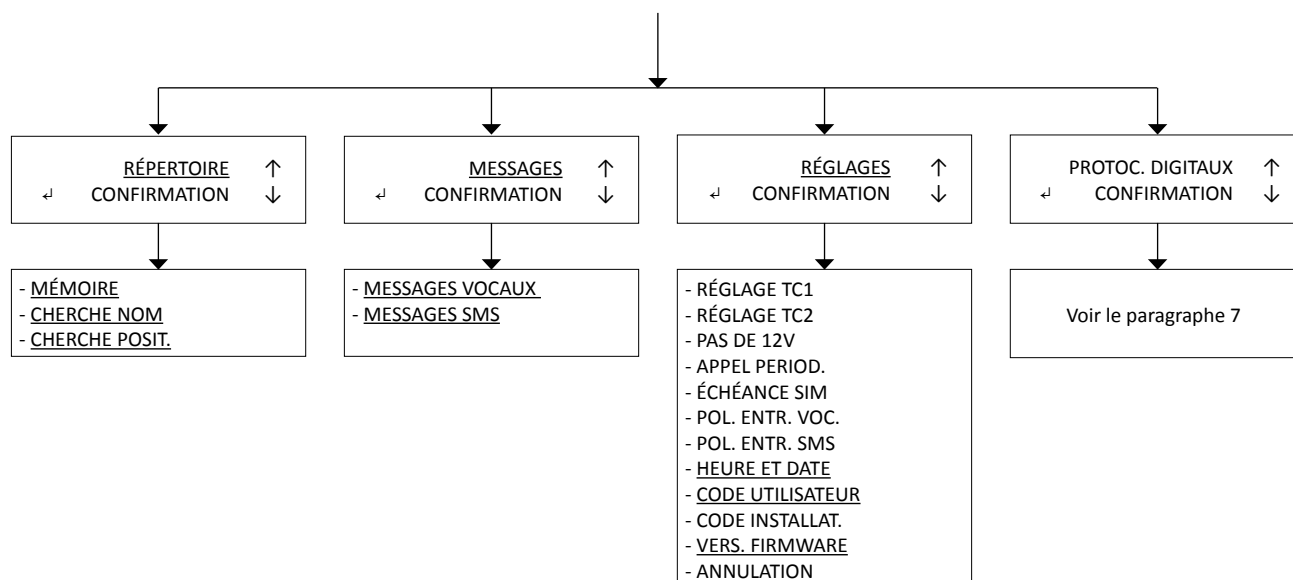 RÉPERTOIRE ↑
↲ CONFIRMATION ↓
MESSAGES ↑
↲ CONFIRMATION ↓
RÉGLAGES ↑
↲ CONFIRMATION ↓
PROTOC. DIGITAUX ↑
↲ CONFIRMATION ↓
- MÉMOIRE
- CHERCHE NOM
- CHERCHE POSIT.
- MESSAGES VOCAUX
- MESSAGES SMS
- RÉGLAGE TC1
- RÉGLAGE TC2
- PAS DE 12V
- APPEL PERIOD.
- ÉCHÉANCE SIM
- POL. ENTR. VOC.
- POL. ENTR. SMS
- HEURE ET DATE
- CODE UTILISATEUR
- CODE INSTALLAT.
- VERS. FIRMWARE
- ANNULATION
Voir le paragraphe 7